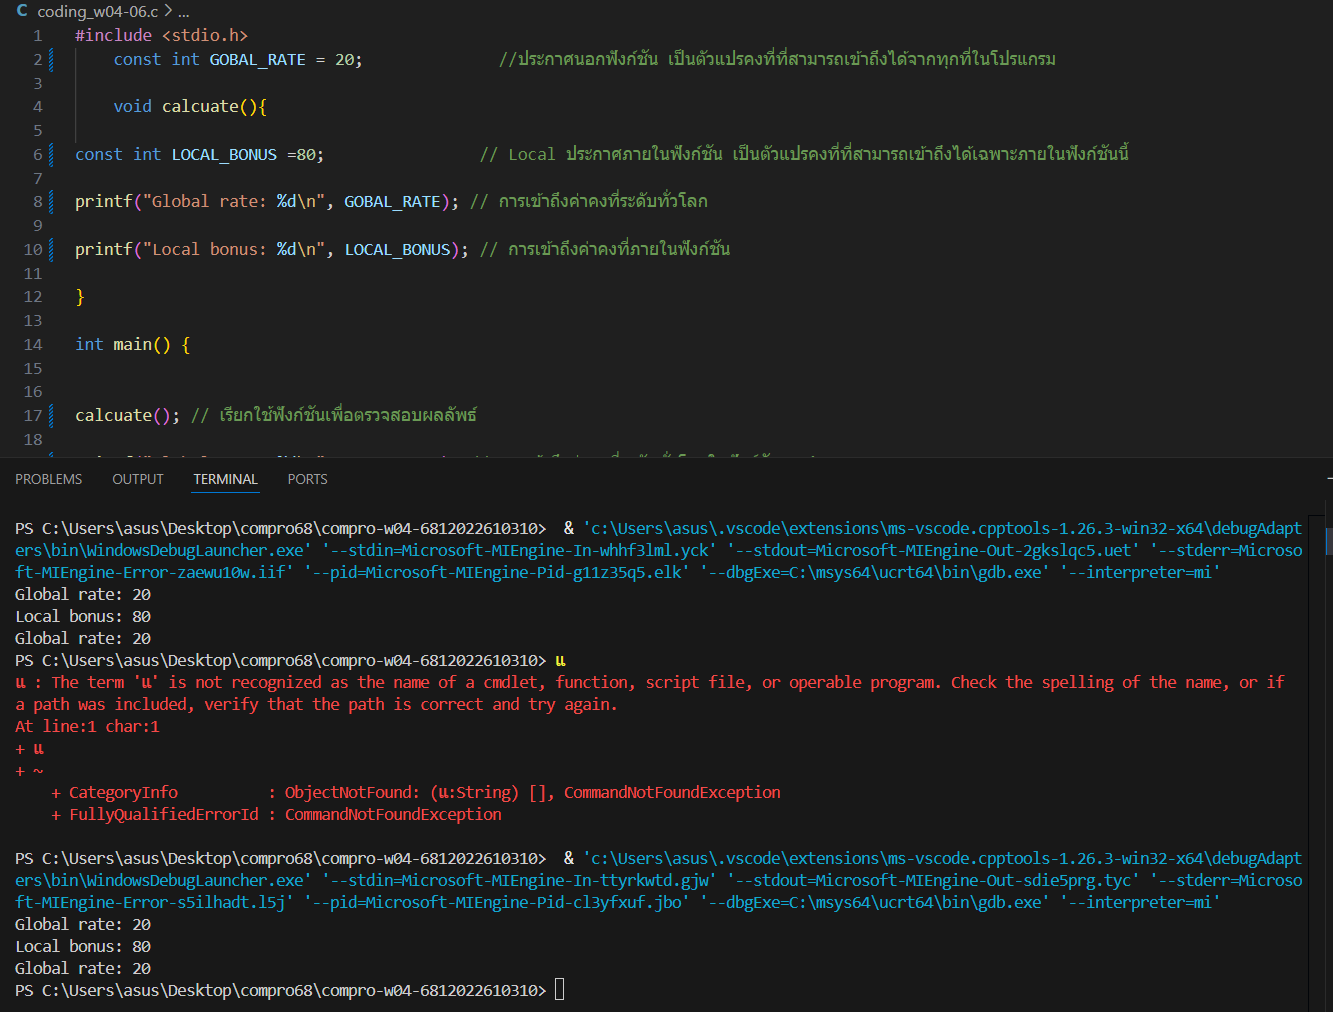 C coding_w04-06.c > ...
1 #include <stdio.h>
2 const int GOBAL_RATE = 20; //ประกาศนอกฟังก์ชัน เป็นตัวแปรคงที่ที่สามารถเข้าถึงได้จากทุกที่ในโปรแกรม
3
4 void calcuate(){
5
6 const int LOCAL_BONUS =80; // Local ประกาศภายในฟังก์ชัน เป็นตัวแปรคงที่ที่สามารถเข้าถึงได้เฉพาะภายในฟังก์ชันนี้
7
8 printf("Global rate: %d\n", GOBAL_RATE); // การเข้าถึงค่าคงที่ระดับทั่วโลก
9
10 printf("Local bonus: %d\n", LOCAL_BONUS); // การเข้าถึงค่าคงที่ภายในฟังก์ชัน
11
12 }
13
14 int main() {
15
16
17 calcuate(); // เรียกใช้ฟังก์ชันเพื่อตรวจสอบผลลัพธ์
18
PROBLEMS OUTPUT TERMINAL PORTS
PS C:\Users\asus\Desktop\compro68\compro-w04-6812022610310> & 'c:\Users\asus\.vscode\extensions\ms-vscode.cpptools-1.26.3-win32-x64\debugAdapt
ers\bin\WindowsDebugLauncher.exe' '--stdin=Microsoft-MIEngine-In-whhf3lml.yck' '--stdout=Microsoft-MIEngine-Out-2gkslqc5.uet' '--stderr=Microso
ft-MIEngine-Error-zaewu10w.iif' '--pid=Microsoft-MIEngine-Pid-g11z35q5.elk' '--dbgExe=C:\msys64\ucrt64\bin\gdb.exe' '--interpreter=mi'
Global rate: 20
Local bonus: 80
Global rate: 20
PS C:\Users\asus\Desktop\compro68\compro-w04-6812022610310> แ
แ : The term 'แ' is not recognized as the name of a cmdlet, function, script file, or operable program. Check the spelling of the name, or if
a path was included, verify that the path is correct and try again.
At line:1 char:1
+ แ
+ ~
+ CategoryInfo : ObjectNotFound: (แ:String) [], CommandNotFoundException
+ FullyQualifiedErrorId : CommandNotFoundException
PS C:\Users\asus\Desktop\compro68\compro-w04-6812022610310> & 'c:\Users\asus\.vscode\extensions\ms-vscode.cpptools-1.26.3-win32-x64\debugAdapt
ers\bin\WindowsDebugLauncher.exe' '--stdin=Microsoft-MIEngine-In-ttyrkwtd.gjw' '--stdout=Microsoft-MIEngine-Out-sdie5prg.tyc' '--stderr=Microso
ft-MIEngine-Error-s5ilhadt.l5j' '--pid=Microsoft-MIEngine-Pid-cl3yfxuf.jbo' '--dbgExe=C:\msys64\ucrt64\bin\gdb.exe' '--interpreter=mi'
Global rate: 20
Local bonus: 80
Global rate: 20
PS C:\Users\asus\Desktop\compro68\compro-w04-6812022610310>